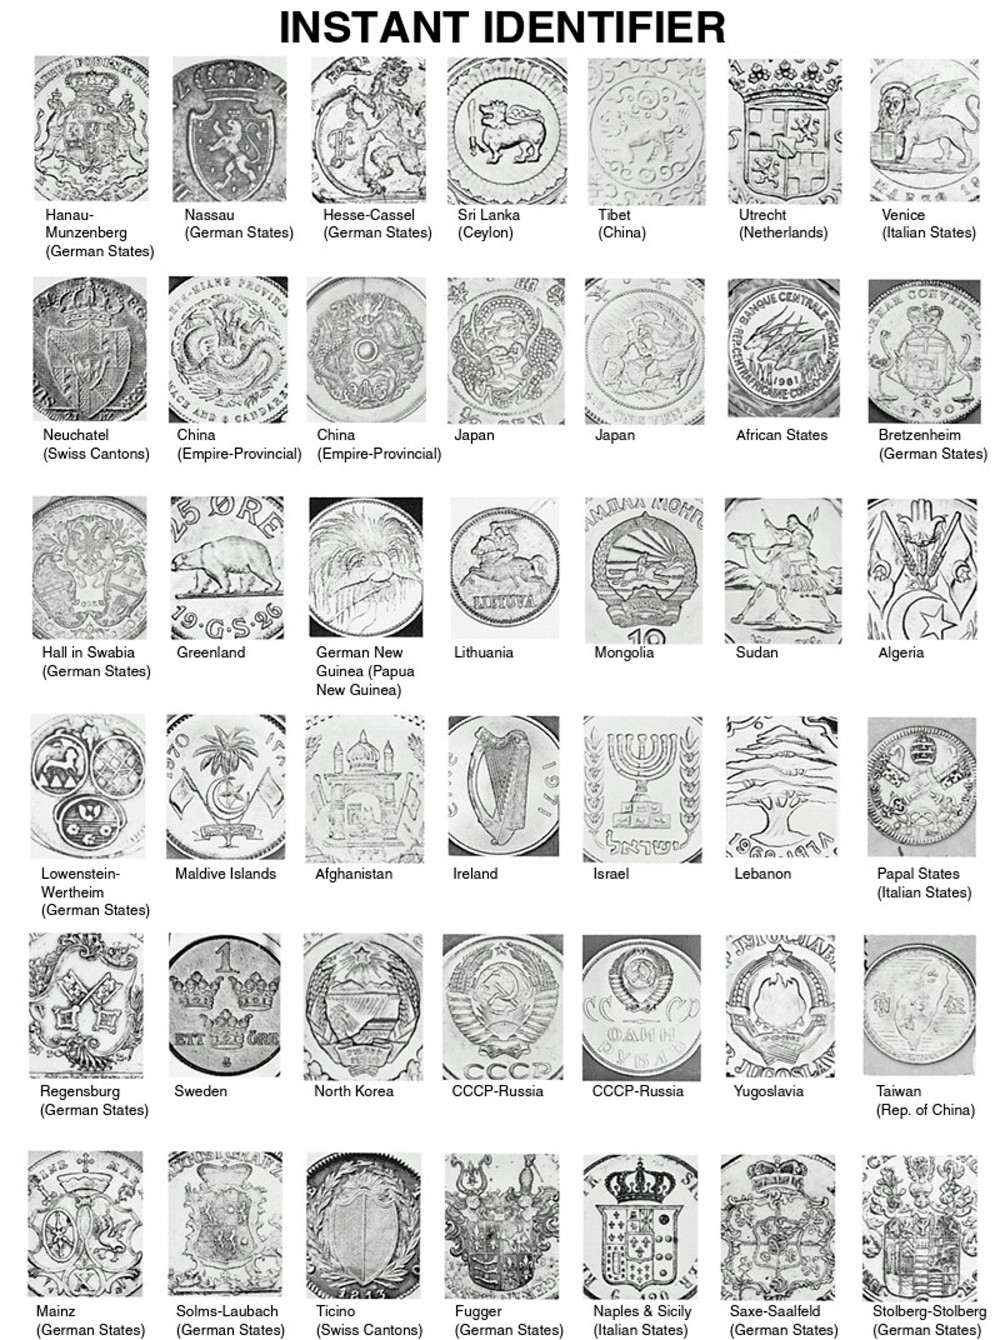 INSTANT IDENTIFIER
Hanau-
Munzenberg
(German States)
Nassau
(German States)
Hesse-Cassel
(German States)
Sri Lanka
(Ceylon)
Tibet
(China)
Utrecht
(Netherlands)
Venice
(Italian States)
BANQUE CENTRALE
1981
Neuchatel
(Swiss Cantons)
China
(Empire-Provincial)
China
(Empire-Provincial)
Japan
Japan
African States
Bretzenheim
(German States)
25 ØRE
19·G·S·26
LIETUVA
10
Hall in Swabia
(German States)
Greenland
German New
Guinea (Papua
New Guinea)
Lithuania
Mongolia
Sudan
Algeria
1970
1971
ישראל
Lowenstein-
Wertheim
(German States)
Maldive Islands
Afghanistan
Ireland
Israel
Lebanon
Papal States
(Italian States)
1
ETT ÖRE
CCCP
CC CP
ОДИН
РУБЛЬ
Regensburg
(German States)
Sweden
North Korea
CCCP-Russia
CCCP-Russia
Yugoslavia
Taiwan
(Rep. of China)
1813
Mainz
(German States)
Solms-Laubach
(German States)
Ticino
(Swiss Cantons)
Fugger
(German States)
Naples & Sicily
(Italian States)
Saxe-Saalfeld
(German States)
Stolberg-Stolberg
(German States)